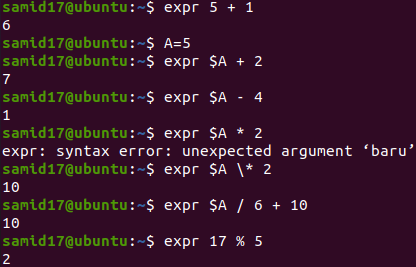 samid17@ubuntu:~$ expr 5 + 1
6
samid17@ubuntu:~$ A=5
samid17@ubuntu:~$ expr $A + 2
7
samid17@ubuntu:~$ expr $A - 4
1
samid17@ubuntu:~$ expr $A * 2
expr: syntax error: unexpected argument ‘baru’
samid17@ubuntu:~$ expr $A \* 2
10
samid17@ubuntu:~$ expr $A / 6 + 10
10
samid17@ubuntu:~$ expr 17 % 5
2